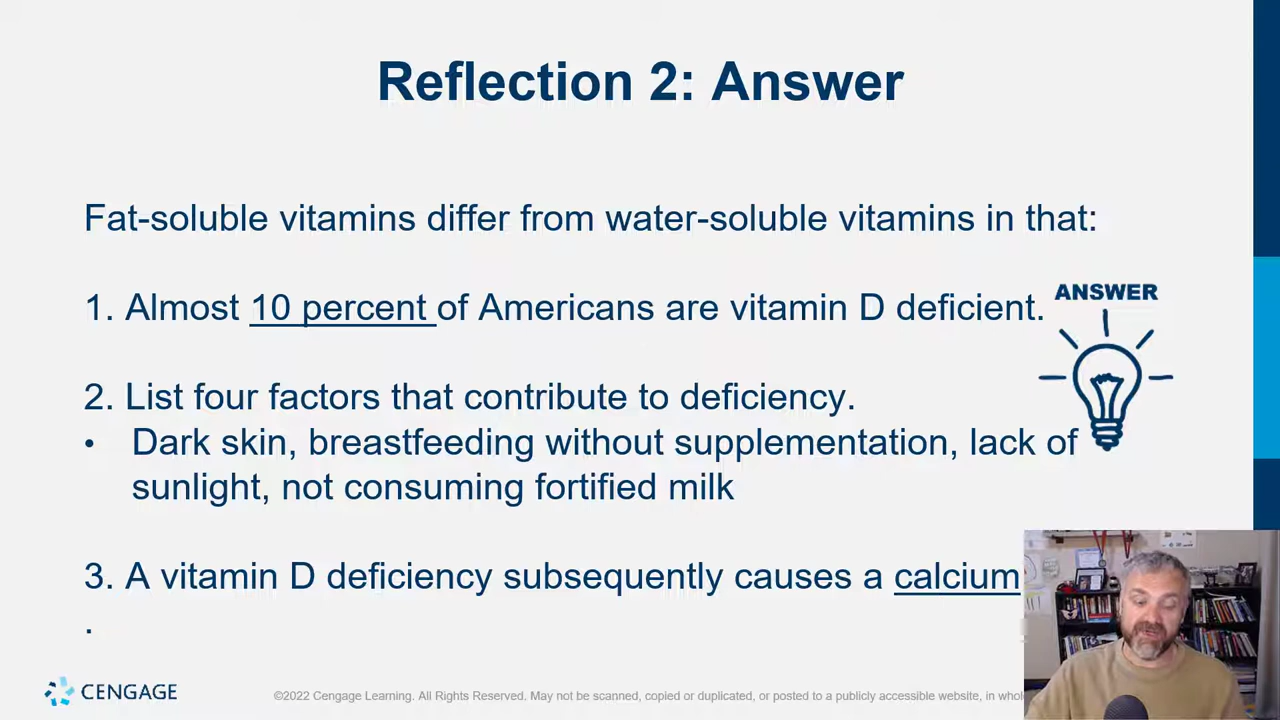 Reflection 2: Answer
Fat-soluble vitamins differ from water-soluble vitamins in that:
1. Almost 10 percent of Americans are vitamin D deficient.
ANSWER
2. List four factors that contribute to deficiency.
• Dark skin, breastfeeding without supplementation, lack of
sunlight, not consuming fortified milk
3. A vitamin D deficiency subsequently causes a calcium
.
CENGAGE
©2022 Cengage Learning. All Rights Reserved. May not be scanned, copied or duplicated, or posted to a publicly accessible website, in